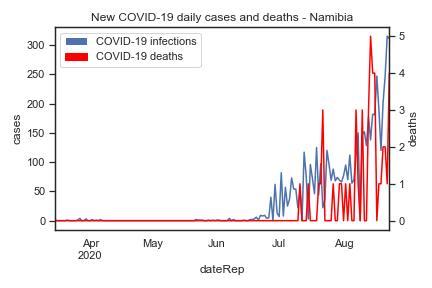 New COVID-19 daily cases and deaths - Namibia
COVID-19 infections
COVID-19 deaths
300
250
200
150
100
50
0
cases
5
4
3
2
1
0
deaths
Apr
2020
May
Jun
Jul
Aug
dateRep